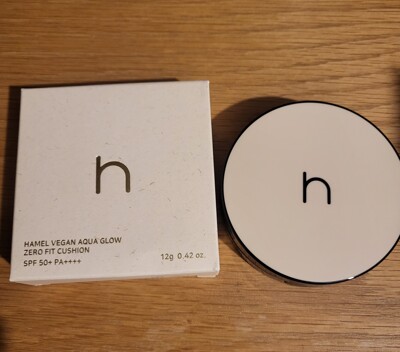 h
HAMEL VEGAN AQUA GLOW
ZERO FIT CUSHION
SPF 50+ PA++++
12g 0.42 oz.
h